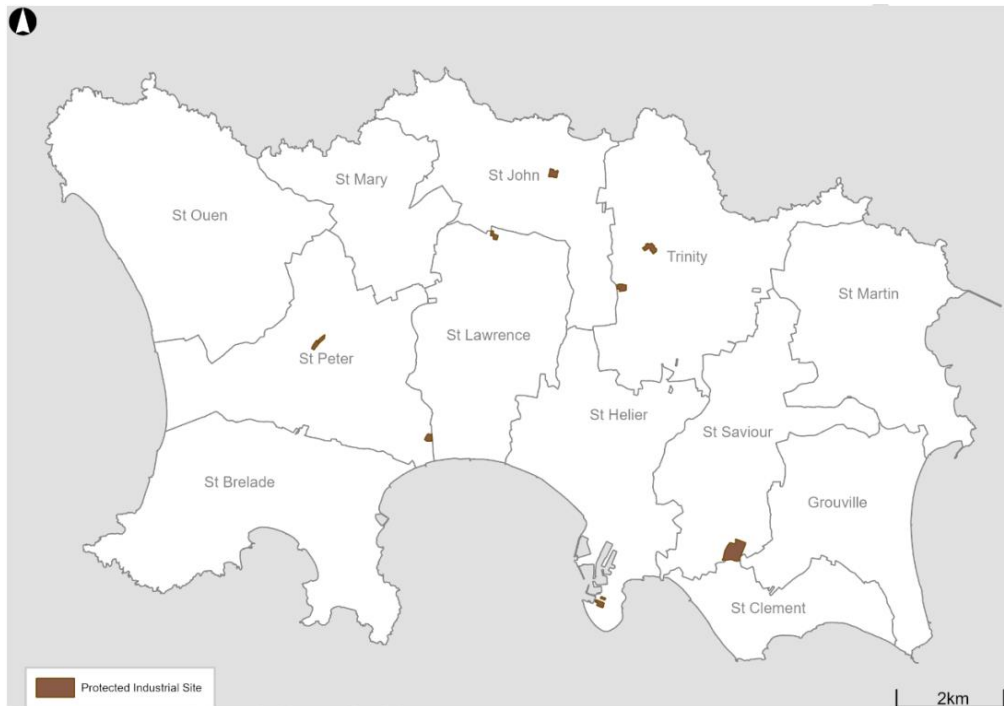 St Mary
St John
St Ouen
Trinity
St Martin
St Lawrence
St Peter
St Helier
St Saviour
St Brelade
Grouville
St Clement
Protected Industrial Site
2km